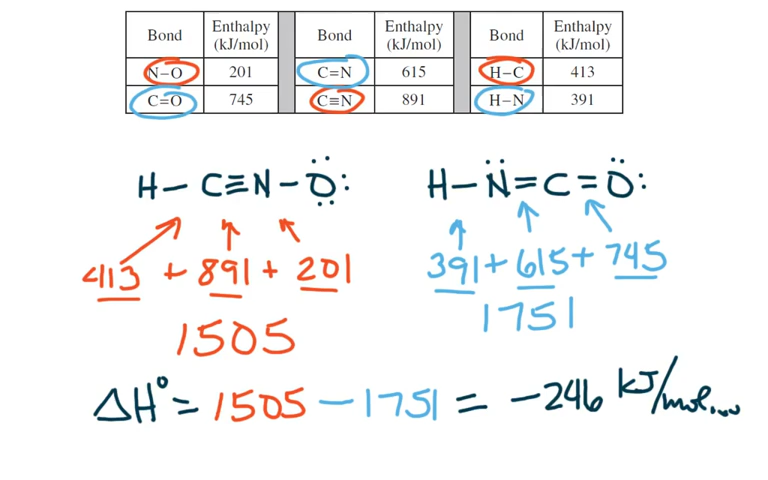 Bond Enthalpy (kJ/mol) Bond Enthalpy (kJ/mol) Bond Enthalpy (kJ/mol)
N–O 201 C=N 615 H–C 413
C=O 745 C≡N 891 H–N 391
H – C≡N – Ö: H – N̈ = C = Ö:
413 + 891 + 201 391 + 615 + 745
1505 1751
ΔH° = 1505 – 1751 = –246 kJ/mol...